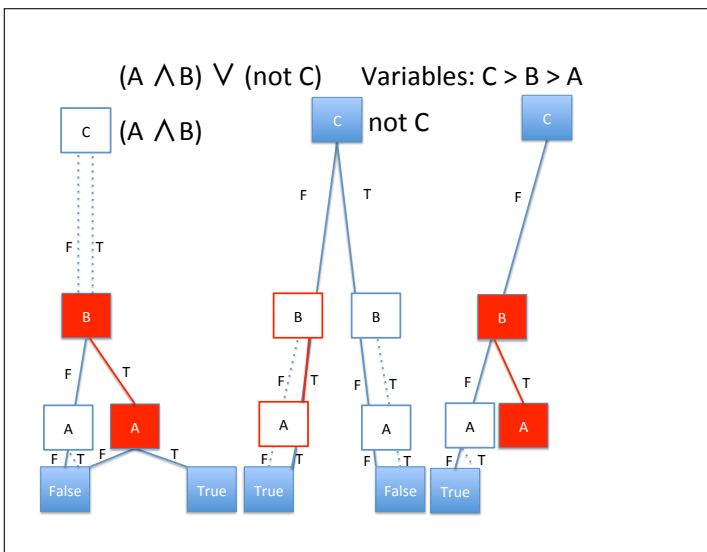 (A ∧ B) ∨ (not C) Variables: C > B > A
C (A ∧ B) C not C C
F T F
F T
B B B B
F T F T F T F T
A A A A A A
F T F T F T F T F T
False True True False True